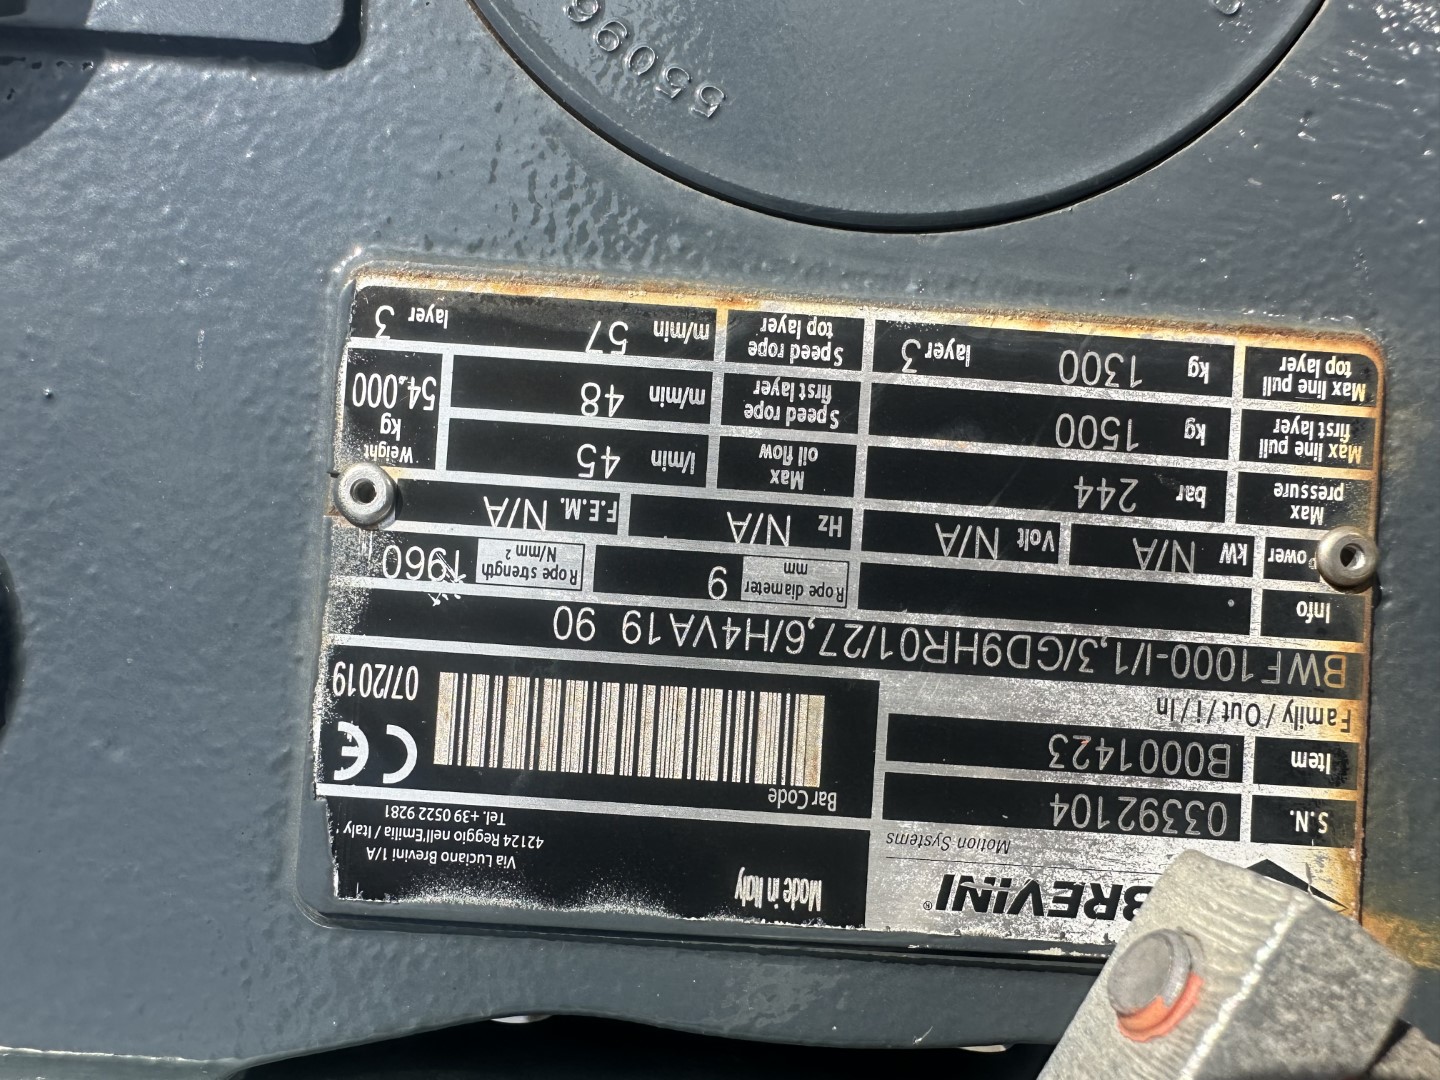 BREVINI®
Motion Systems
Made in Italy
Via Luciano Brevini 1/A
42124 Reggio nell'Emilia / Italy
Tel. +39 0522 9281
S.N. 03392104
Item B0001423
Bar Code
CE
07/2019
Family / Out / i / In
BWF1000-I/1,3/GD9HR01/27,6/H4VA19 90
Info
Rope diameter mm 9
Rope strength N/mm² 1960
Power kW N/A Volt N/A Hz N/A F.E.M. N/A
Max pressure bar 244
Max oil flow l/min 45
Weight kg 54.000
Max line pull first layer kg 1500
Speed rope first layer m/min 48
Max line pull top layer kg 1300 layer 3
Speed rope top layer m/min 57 layer 3
55096